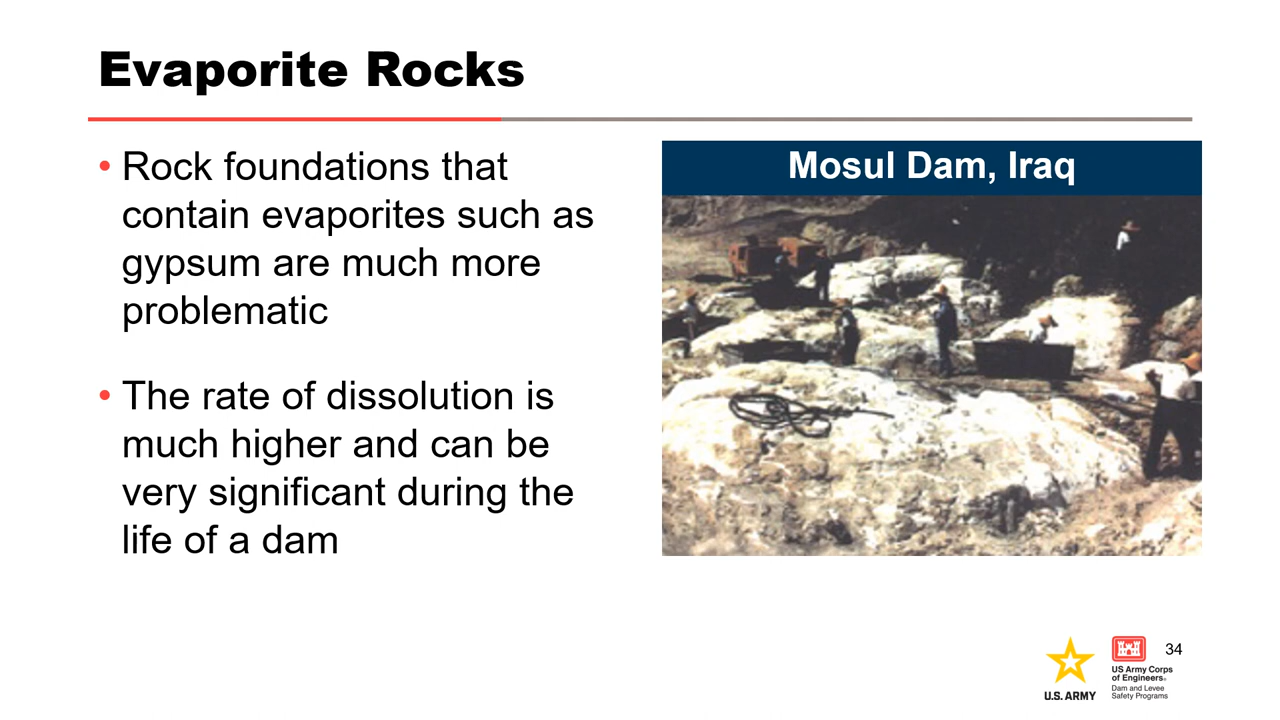 Evaporite Rocks
• Rock foundations that
contain evaporites such as
gypsum are much more
problematic
• The rate of dissolution is
much higher and can be
very significant during the
life of a dam
Mosul Dam, Iraq
U.S. ARMY
US Army Corps
of Engineers®
Dam and Levee
Safety Programs
34